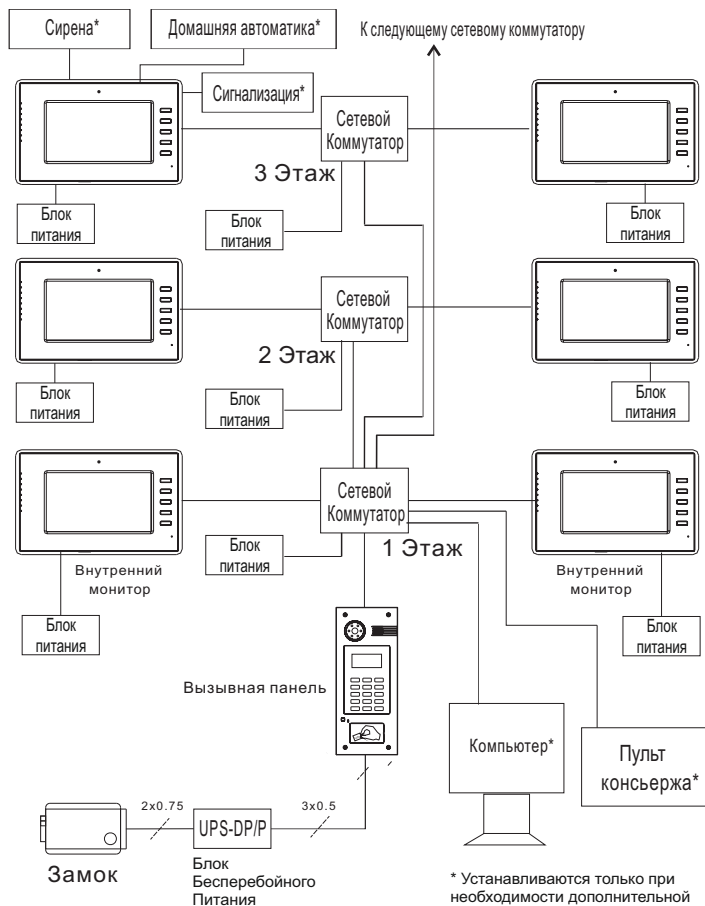 Сирена*
Домашняя автоматика*
К следующему сетевому коммутатору
Сигнализация*
Сетевой
Коммутатор
3 Этаж
Блок
питания
Блок
питания
Блок
питания
Сетевой
Коммутатор
2 Этаж
Блок
питания
Блок
питания
Блок
питания
Сетевой
Коммутатор
1 Этаж
Блок
питания
Внутренний
монитор
Внутренний
монитор
Блок
питания
Блок
питания
Вызывная панель
Компьютер*
Пульт
консьержа*
2x0.75
3x0.5
UPS-DP/P
Замок
Блок
Бесперебойного
Питания
* Устанавливаются только при
необходимости дополнительной